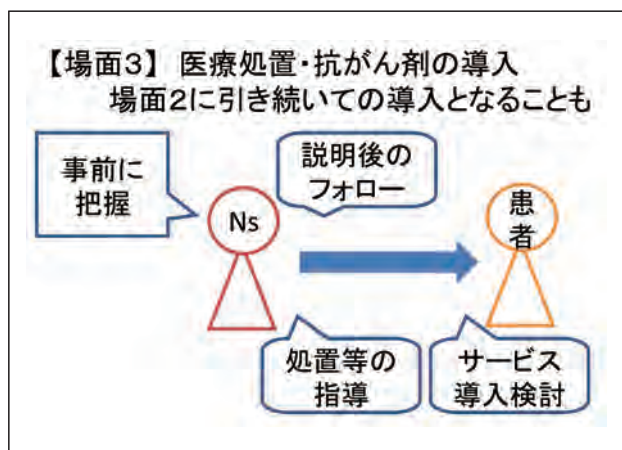 【場面3】 医療処置・抗がん剤の導入
場面2に引き続いての導入となることも
事前に
把握
説明後の
フォロー
Ns
患
者
処置等の
指導
サービス
導入検討